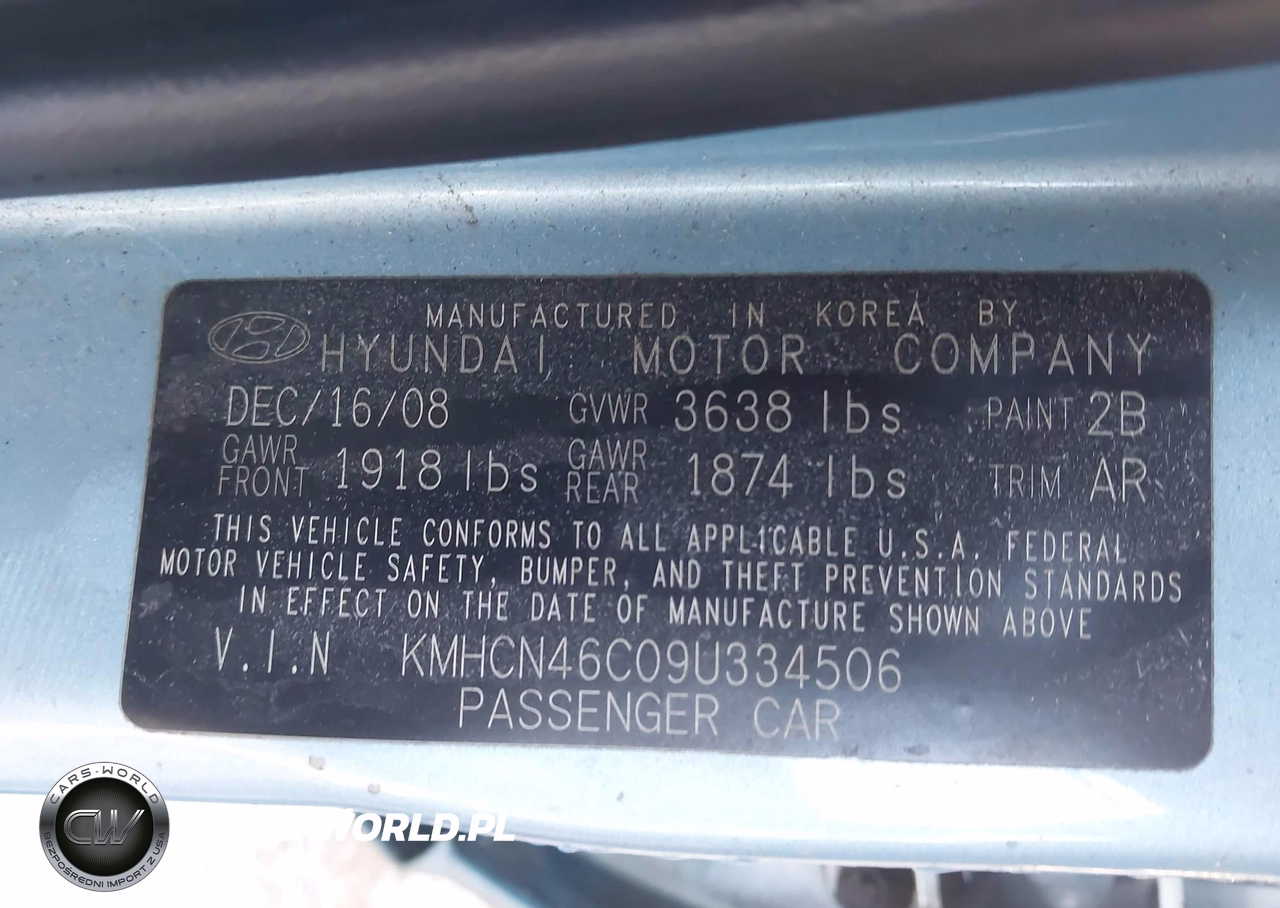 MANUFACTURED IN KOREA BY
HYUNDAI MOTOR COMPANY
DEC/16/08 GVWR 3638 lbs PAINT 2B
GAWR FRONT 1918 lbs GAWR REAR 1874 lbs TRIM AR
THIS VEHICLE CONFORMS TO ALL APPLICABLE U.S.A. FEDERAL
MOTOR VEHICLE SAFETY, BUMPER, AND THEFT PREVENTION STANDARDS
IN EFFECT ON THE DATE OF MANUFACTURE SHOWN ABOVE
V.I.N KMHCN46C09U334506
PASSENGER CAR
CARS-WORLD
CW
BEZPOŚREDNI IMPORT Z USA
WORLD.PL